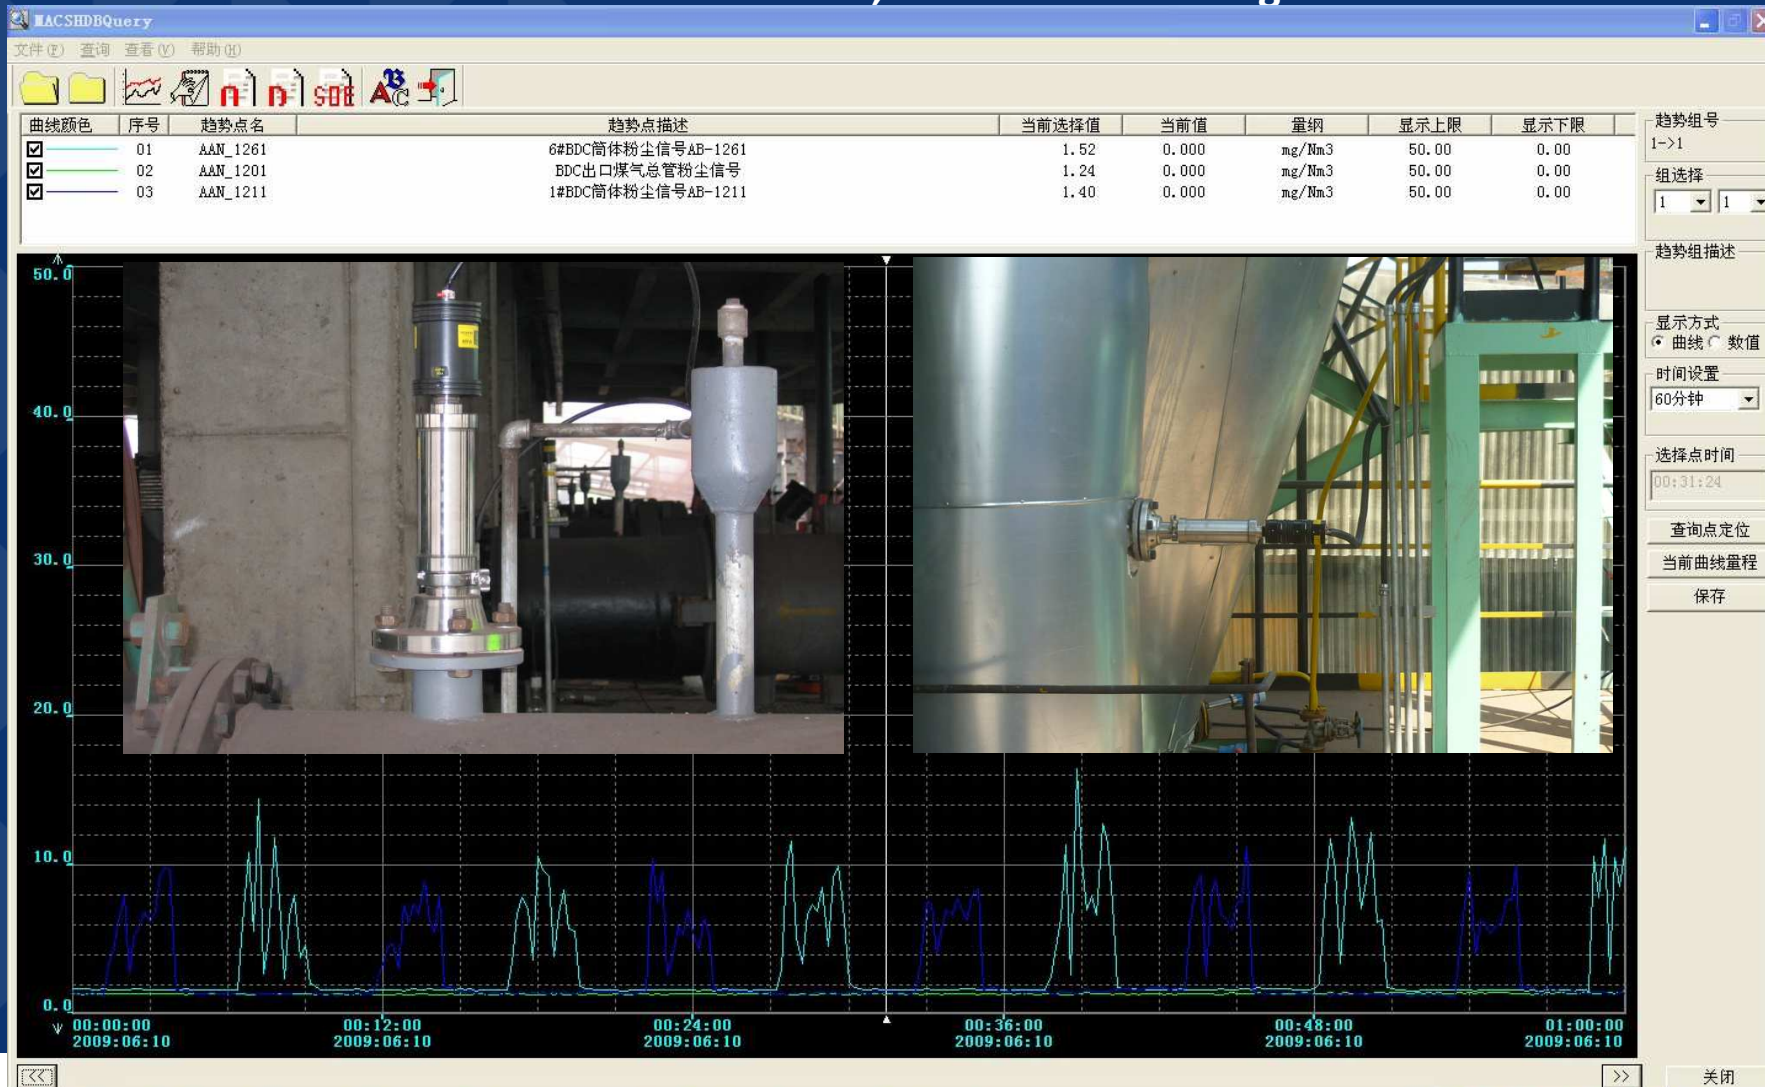 MACSHDBQuery
文件(F) 查询 查看(V) 帮助(H)
SOE A B C
曲线颜色 序号 趋势点名 趋势点描述 当前选择值 当前值 量纲 显示上限 显示下限
01 AAN_1261 6#BDC筒体粉尘信号AB-1261 1.52 0.000 mg/Nm3 50.00 0.00
02 AAN_1201 BDC出口煤气总管粉尘信号 1.24 0.000 mg/Nm3 50.00 0.00
03 AAN_1211 1#BDC筒体粉尘信号AB-1211 1.40 0.000 mg/Nm3 50.00 0.00
趋势组号
1->1
组选择
1 1
趋势组描述
显示方式
曲线 数值
时间设置
60分钟
选择点时间
00:31:24
查询点定位
当前曲线量程
保存
50.0
40.0
30.0
20.0
10.0
0.0
00:00:00 00:12:00 00:24:00 00:36:00 00:48:00 01:00:00
2009:06:10 2009:06:10 2009:06:10 2009:06:10 2009:06:10 2009:06:10
<< >> 关闭